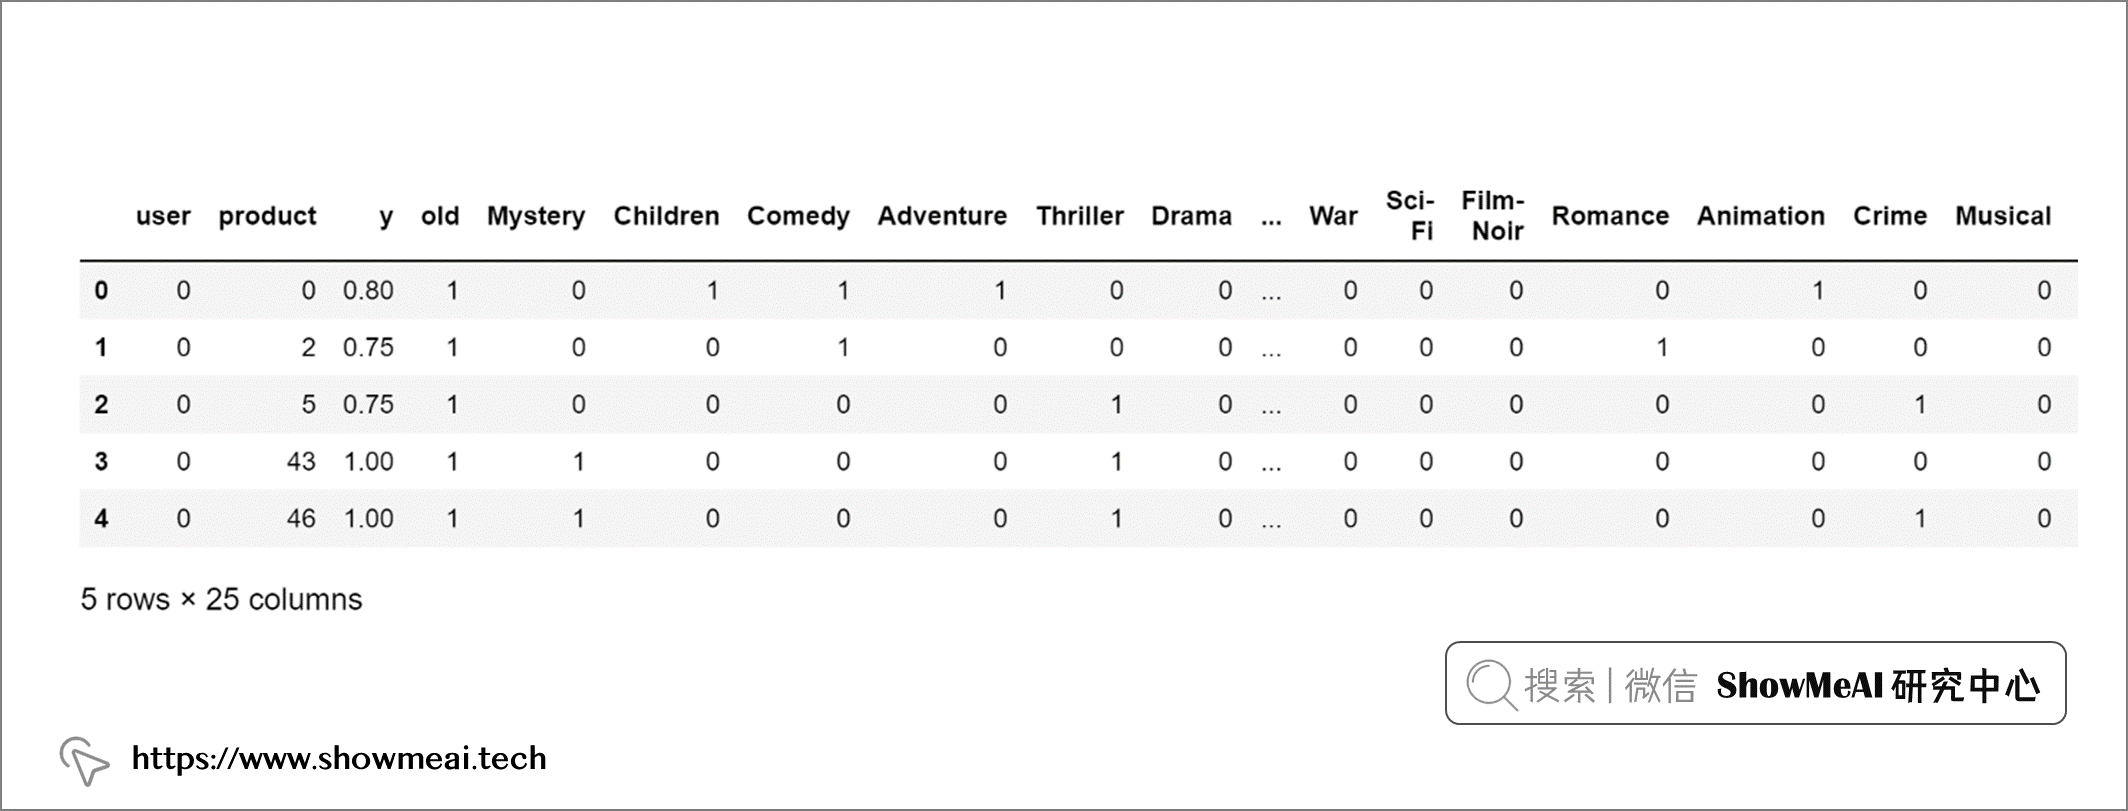 user product y old Mystery Children Comedy Adventure Thriller Drama ... War Sci-Fi Film-Noir Romance Animation Crime Musical
0 0 0 0.80 1 0 1 1 1 0 0 ... 0 0 0 0 1 0 0
1 0 2 0.75 1 0 0 1 0 0 0 ... 0 0 0 1 0 0 0
2 0 5 0.75 1 0 0 0 0 1 0 ... 0 0 0 0 0 1 0
3 0 43 1.00 1 1 0 0 0 1 0 ... 0 0 0 0 0 0 0
4 0 46 1.00 1 1 0 0 0 1 0 ... 0 0 0 0 0 1 0
5 rows × 25 columns
搜索 | 微信 ShowMeAI 研究中心
https://www.showmeai.tech